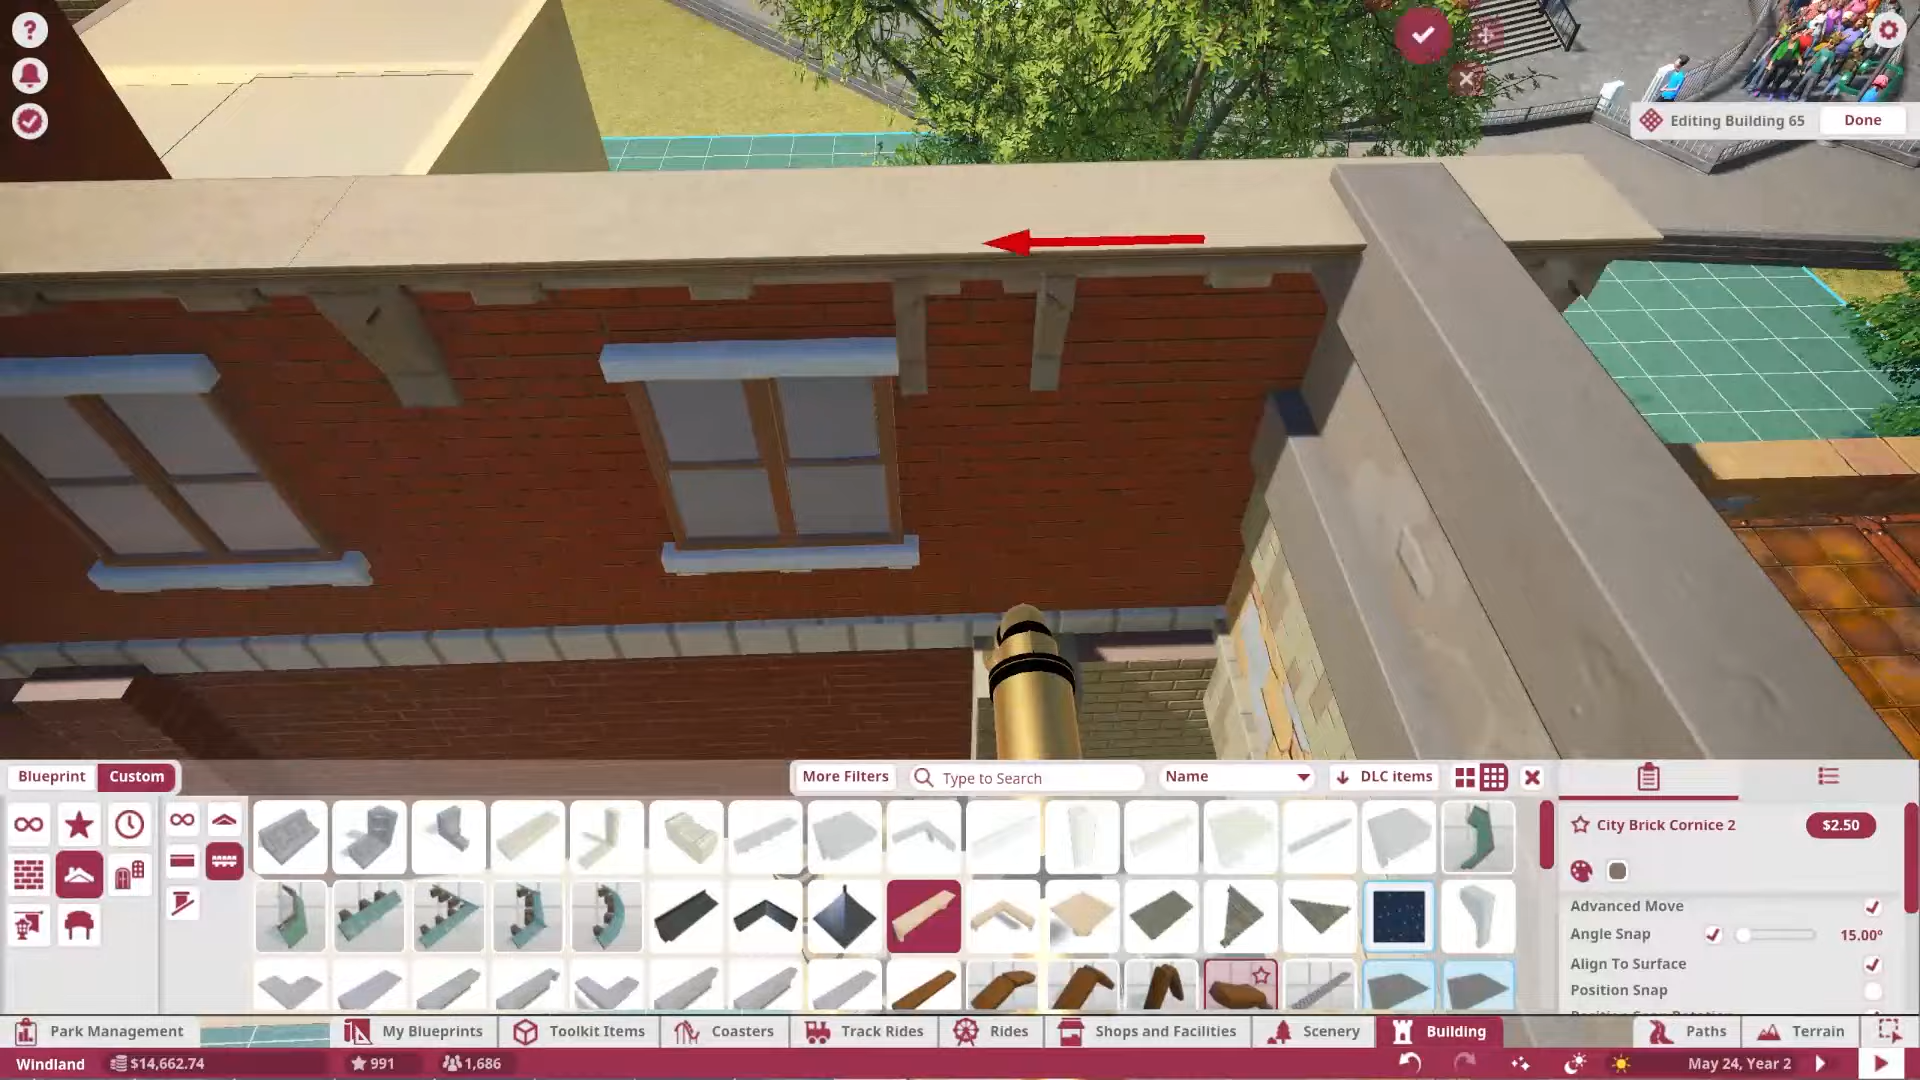 ?
Editing Building 65
Done
Blueprint
Custom
More Filters
Type to Search
Name
DLC items
City Brick Cornice 2
$2.50
Advanced Move
Angle Snap
15.00°
Align To Surface
Position Snap
Park Management
My Blueprints
Toolkit Items
Coasters
Track Rides
Rides
Shops and Facilities
Scenery
Building
Paths
Terrain
Windland
$14,662.74
991
1,686
May 24, Year 2